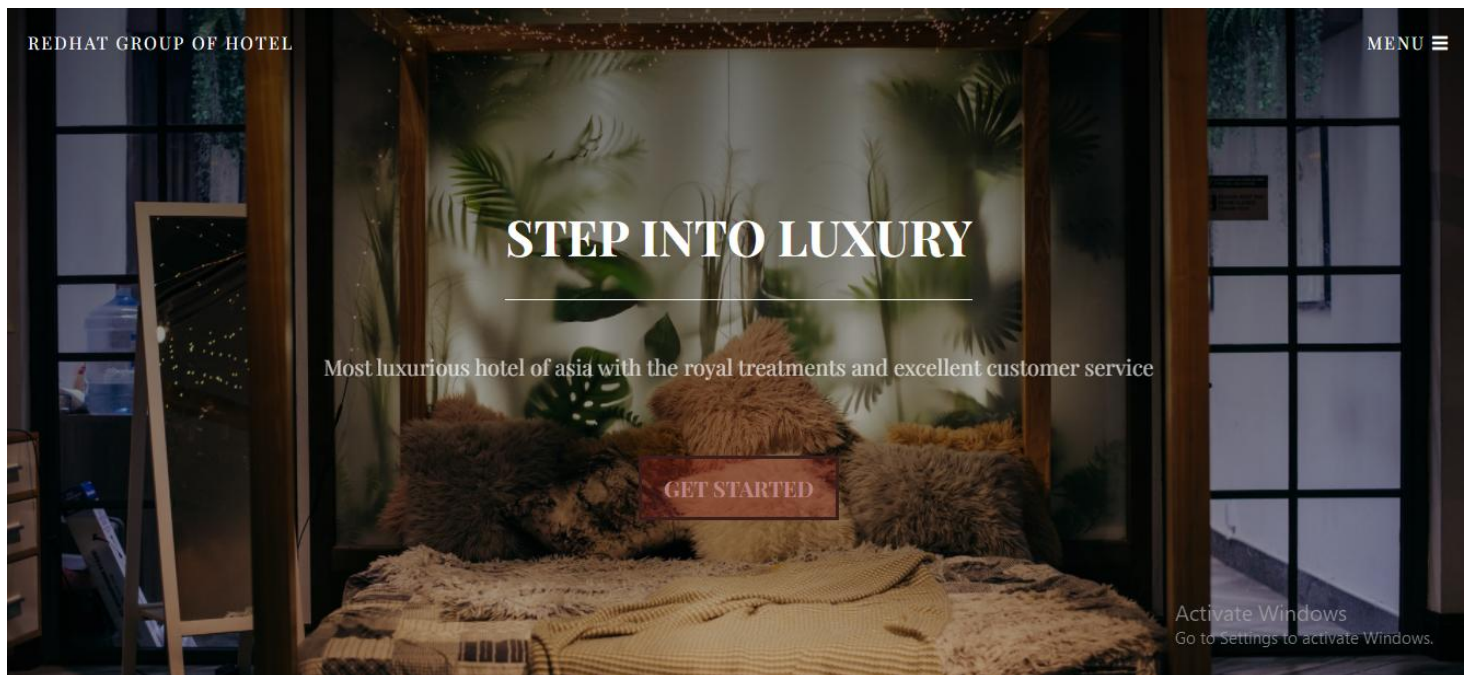 REDHAT GROUP OF HOTEL
MENU
STEP INTO LUXURY
Most luxurious hotel of asia with the royal treatments and excellent customer service
GET STARTED
Activate Windows
Go to Settings to activate Windows.